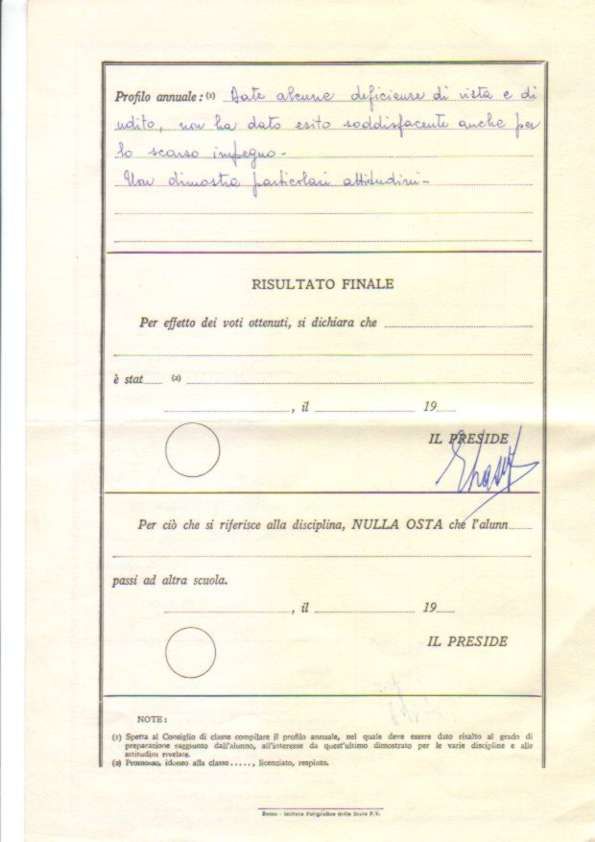 Profilo annuale: (1) Date alcune deficienze di vista e di
udito, non ha dato esito soddisfacente anche per
lo scarso impegno -
Non dimostra particolari attitudini -
RISULTATO FINALE
Per effetto dei voti ottenuti, si dichiara che
è stat (2)
, il 19
IL PRESIDE
Per ciò che si riferisce alla disciplina, NULLA OSTA che l'alunn
passi ad altra scuola.
, il 19
IL PRESIDE
NOTE:
(1) Spetta al Consiglio di classe compilare il profilo annuale, nel quale deve essere dato risalto al grado di
preparazione raggiunto dall'alunno, all'interesse da quest'ultimo dimostrato per le varie discipline e alle
attitudini rivelate.
(2) Promosso, idoneo alla classe ....., licenziato, respinto.
Roma - Istituto Poligrafico dello Stato P.V.